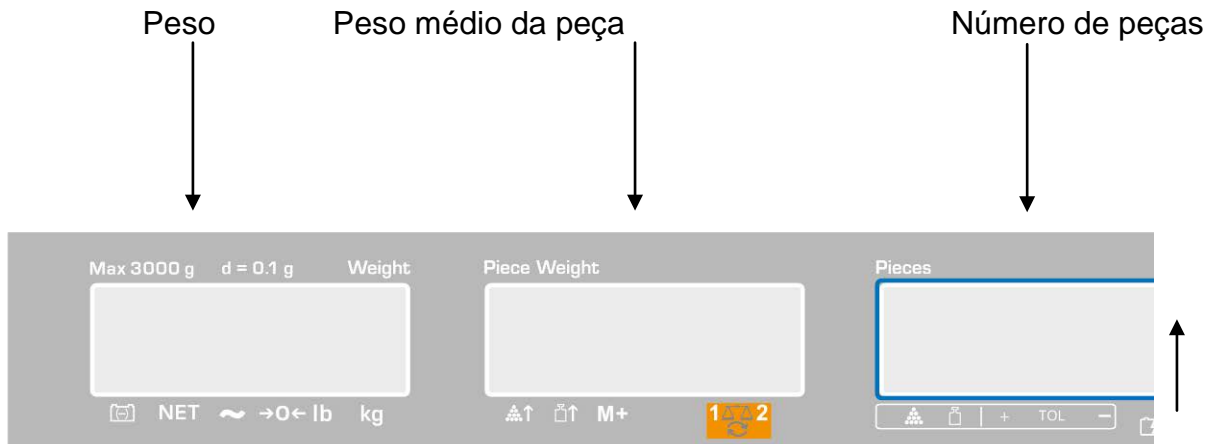 Peso Peso médio da peça Número de peças
Max 3000 g d = 0.1 g Weight Piece Weight Pieces
NET →0← lb kg M+ 1 2 + TOL −